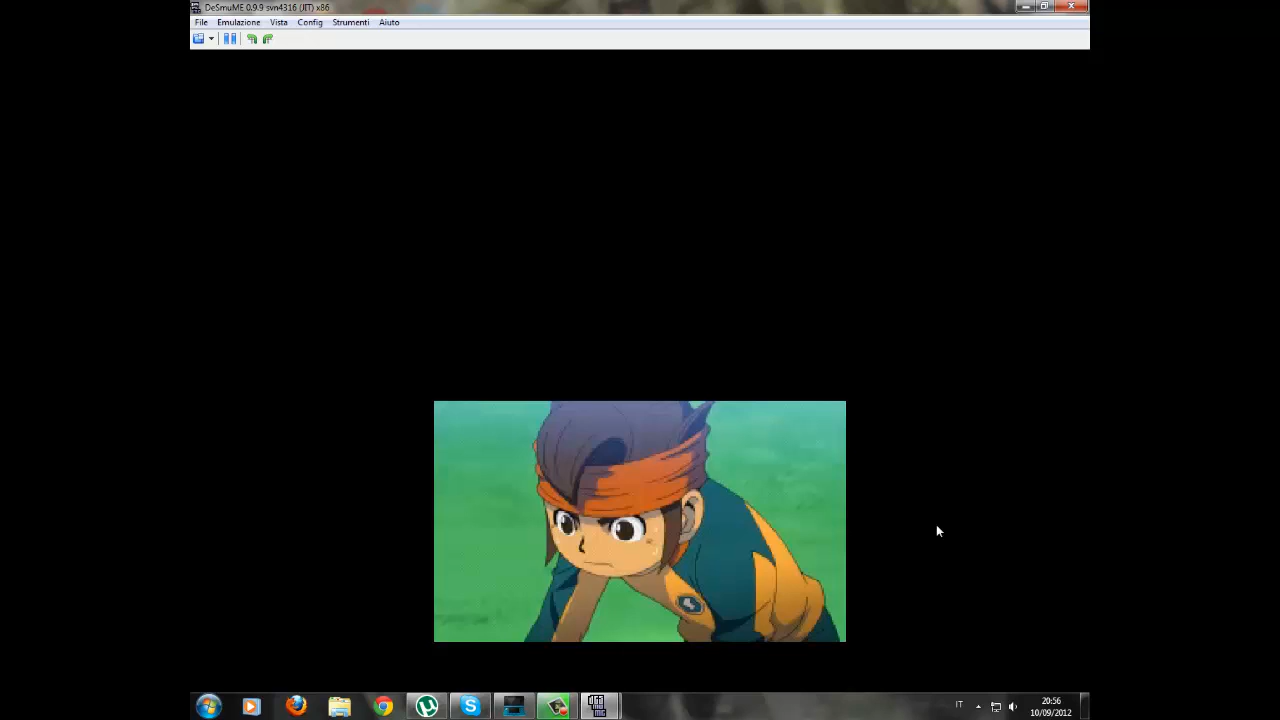 DeSmuME 0.9.9 svn4316 (JIT) x86
File Emulazione Vista Config Strumenti Aiuto
IT
20:56
10/09/2012